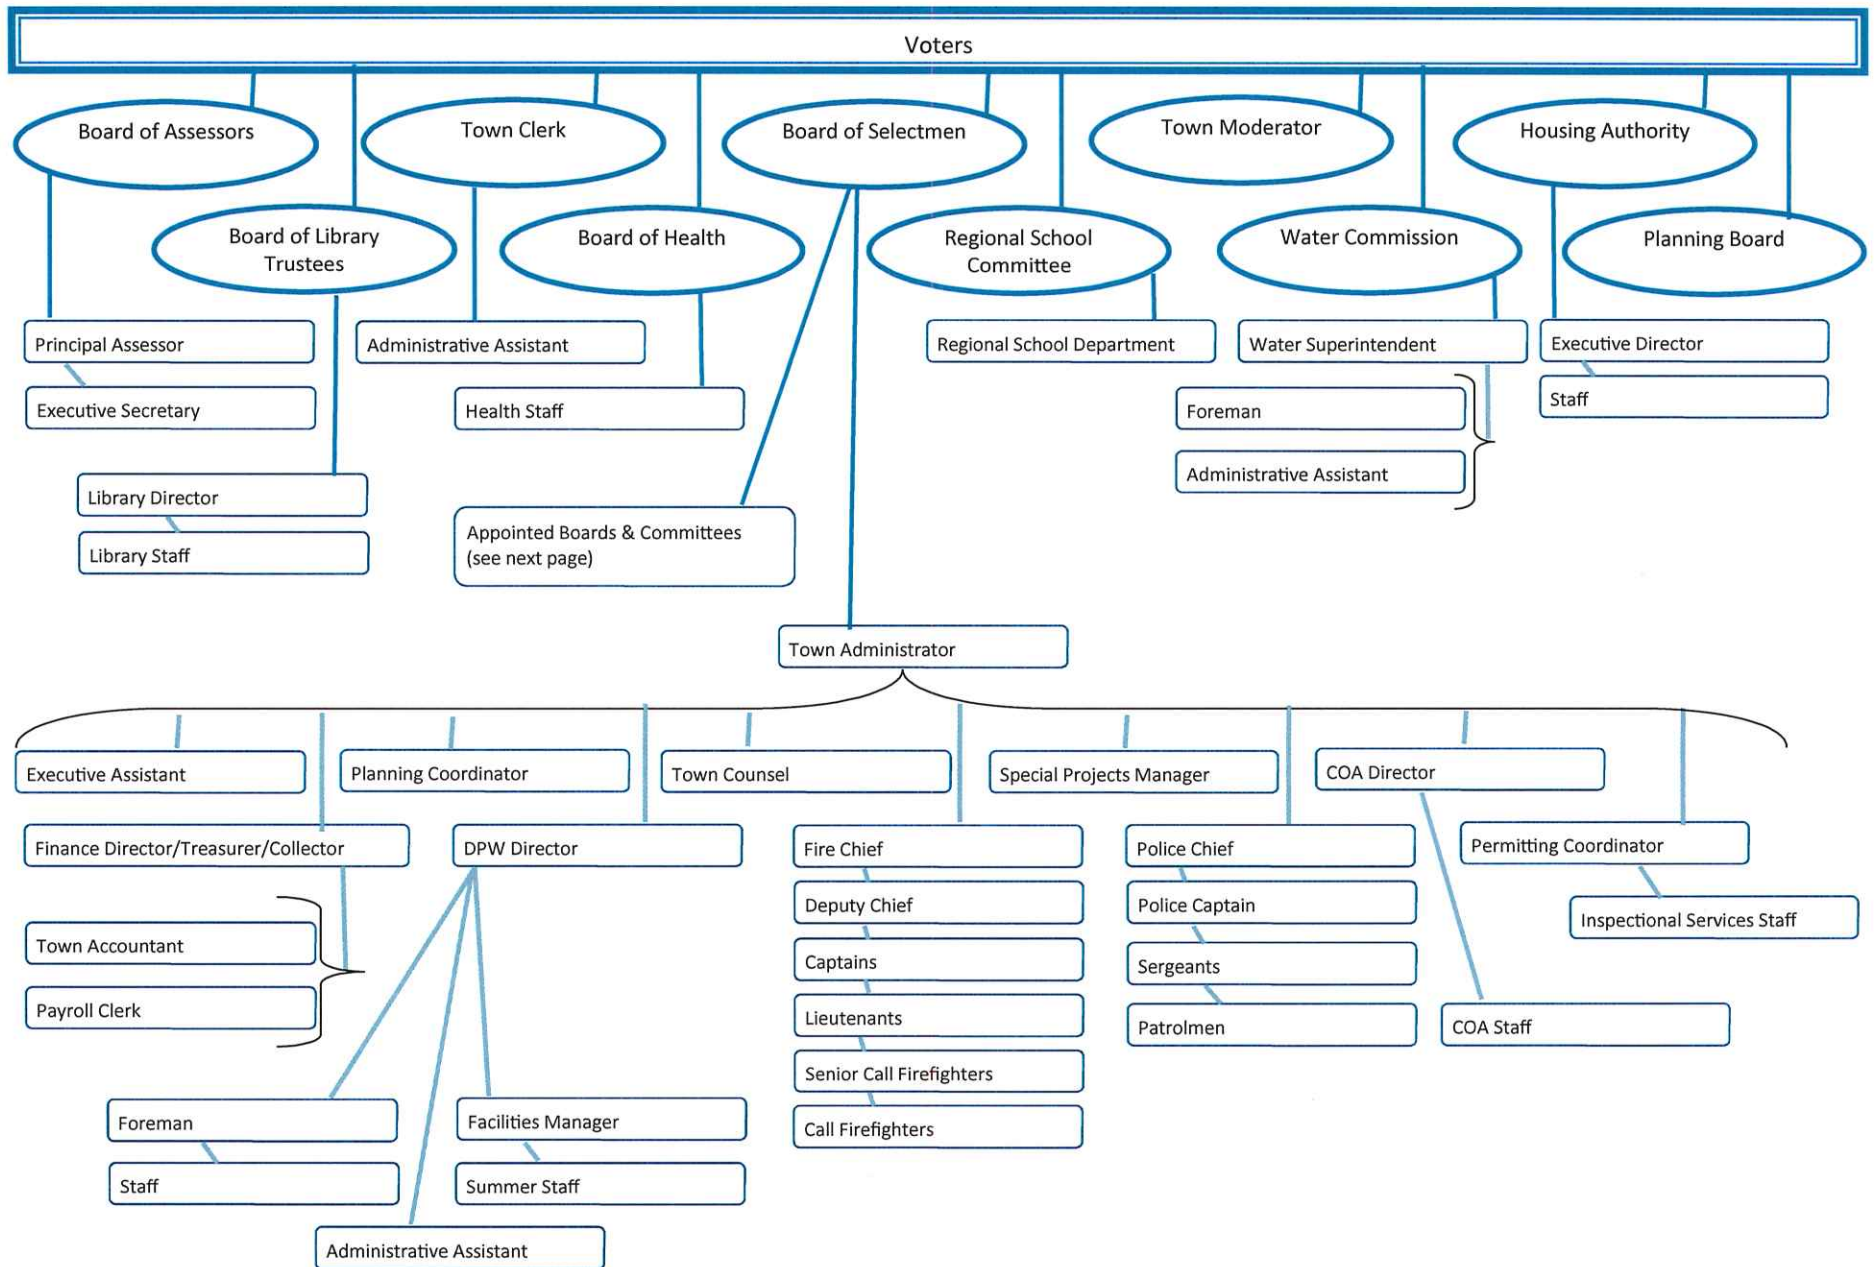 Voters
Board of Assessors
Town Clerk
Board of Selectmen
Town Moderator
Housing Authority
Board of Library
Trustees
Board of Health
Regional School
Committee
Water Commission
Planning Board
Principal Assessor
Administrative Assistant
Regional School Department
Water Superintendent
Executive Director
Executive Secretary
Health Staff
Foreman
Staff
Administrative Assistant
Library Director
Library Staff
Appointed Boards & Committees
(see next page)
Town Administrator
Executive Assistant
Planning Coordinator
Town Counsel
Special Projects Manager
COA Director
Finance Director/Treasurer/Collector
DPW Director
Fire Chief
Police Chief
Permitting Coordinator
Deputy Chief
Police Captain
Inspectional Services Staff
Town Accountant
Captains
Sergeants
Payroll Clerk
Lieutenants
Patrolmen
COA Staff
Senior Call Firefighters
Foreman
Facilities Manager
Call Firefighters
Staff
Summer Staff
Administrative Assistant